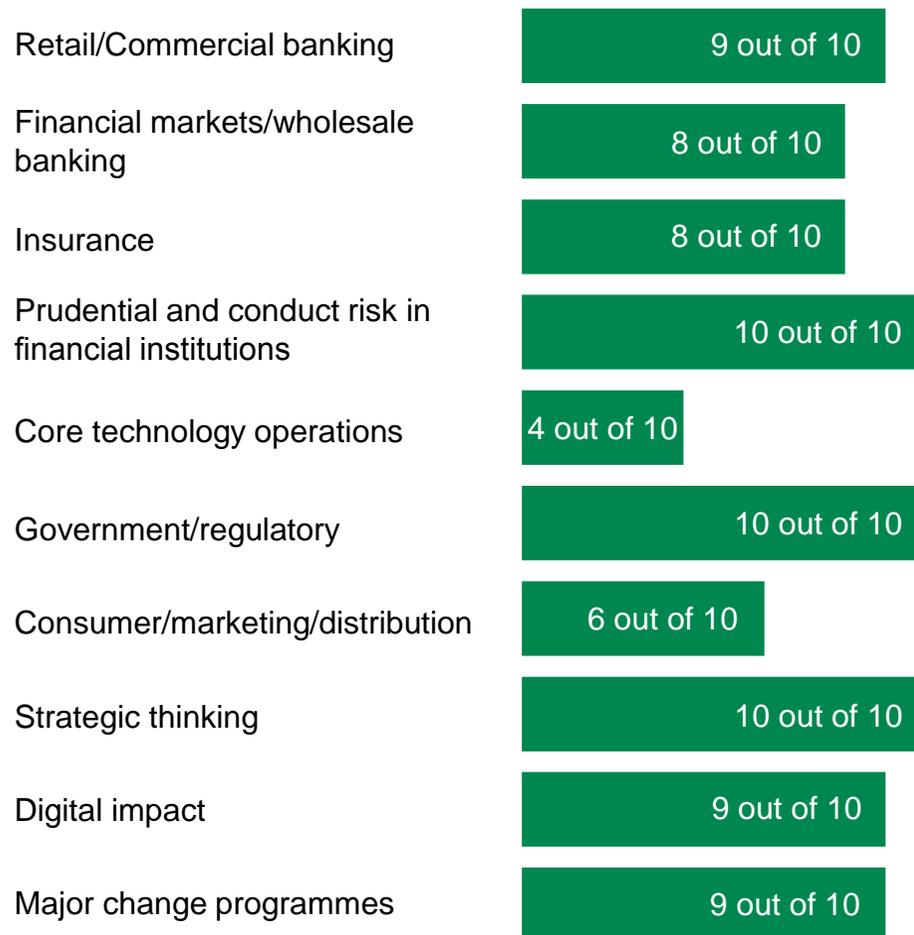 Retail/Commercial banking
9 out of 10
Financial markets/wholesale
banking
8 out of 10
Insurance
8 out of 10
Prudential and conduct risk in
financial institutions
10 out of 10
Core technology operations
4 out of 10
Government/regulatory
10 out of 10
Consumer/marketing/distribution
6 out of 10
Strategic thinking
10 out of 10
Digital impact
9 out of 10
Major change programmes
9 out of 10